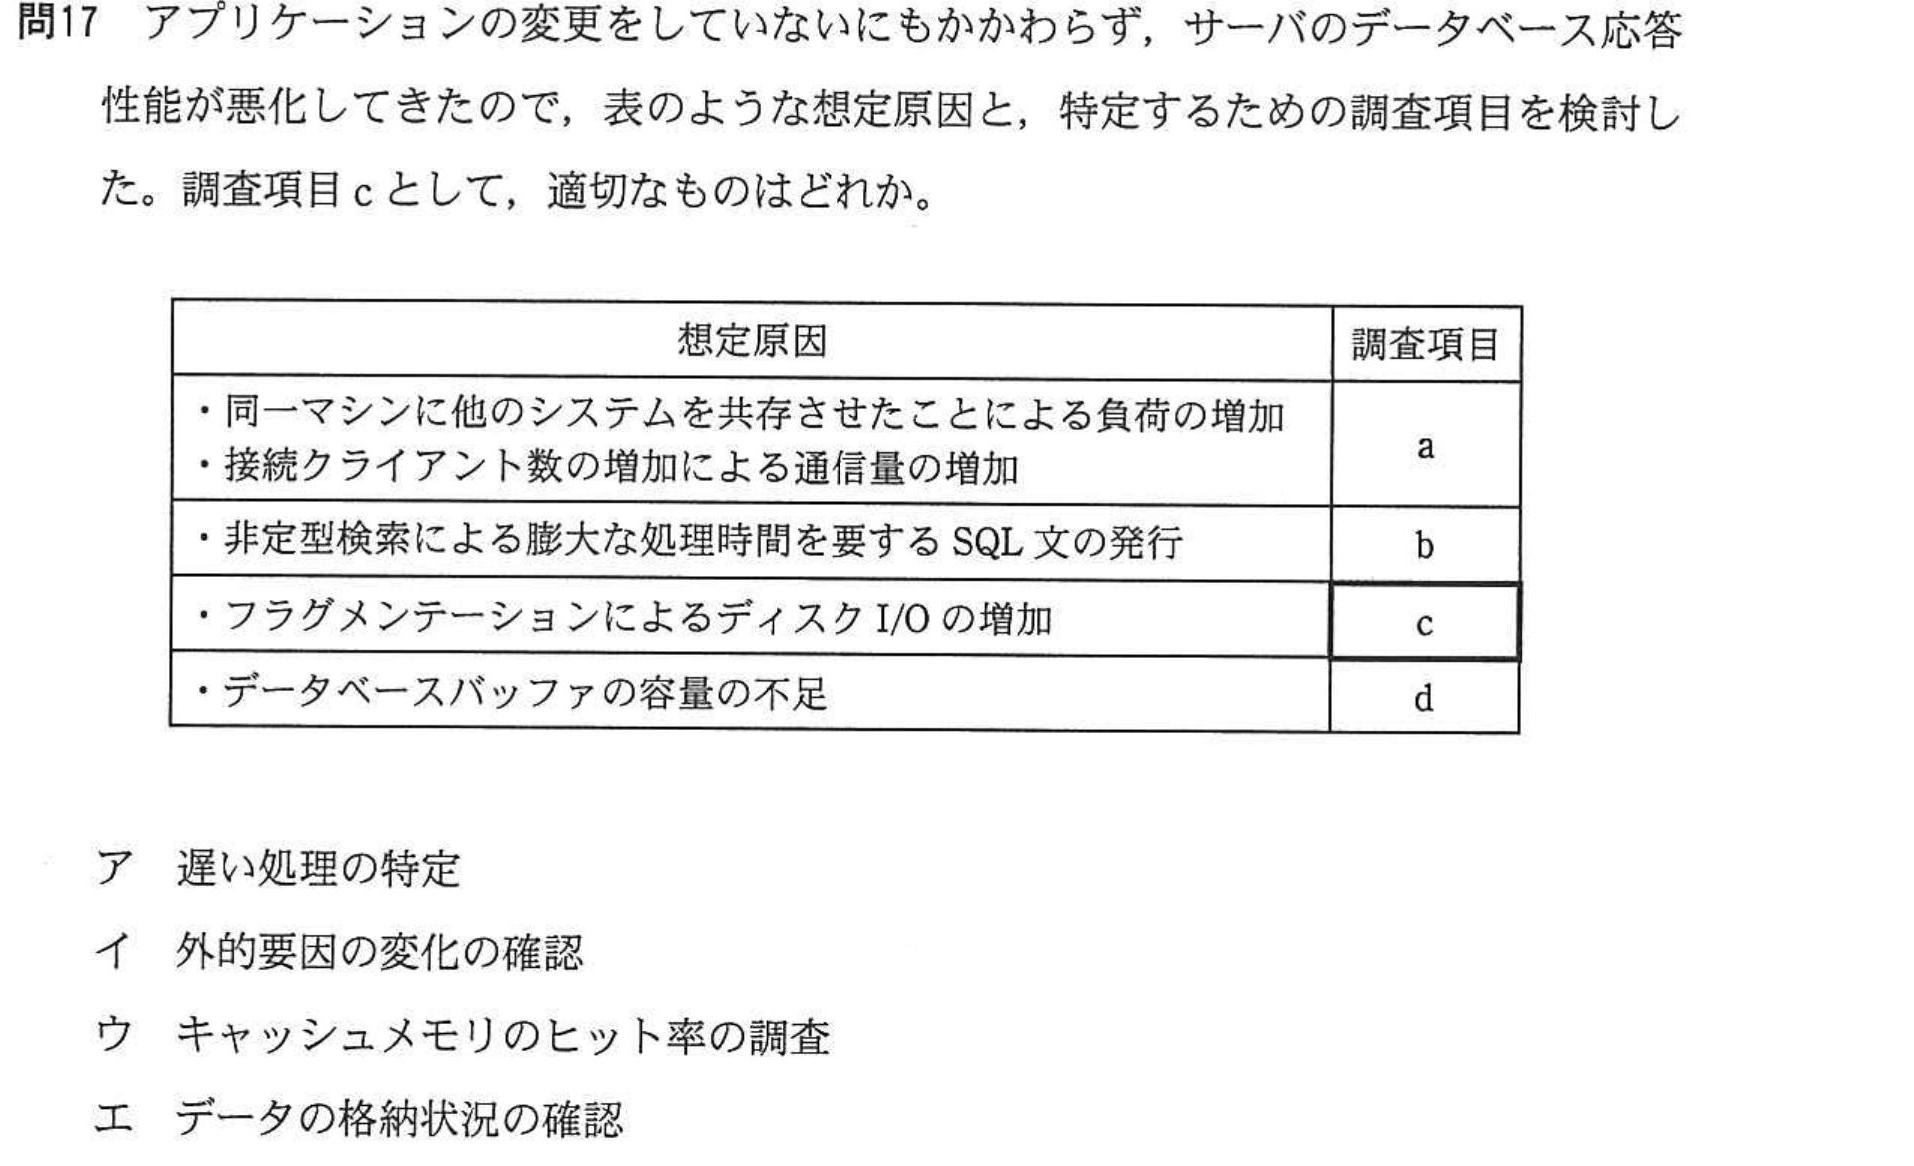 問17 アプリケーションの変更をしていないにもかかわらず，サーバのデータベース応答
性能が悪化してきたので，表のような想定原因と，特定するための調査項目を検討し
た。調査項目 c として，適切なものはどれか。
想定原因 調査項目
・同一マシンに他のシステムを共存させたことによる負荷の増加
・接続クライアント数の増加による通信量の増加
a
・非定型検索による膨大な処理時間を要する SQL 文の発行 b
・フラグメンテーションによるディスク I/O の増加 c
・データベースバッファの容量の不足 d
ア 遅い処理の特定
イ 外的要因の変化の確認
ウ キャッシュメモリのヒット率の調査
エ データの格納状況の確認